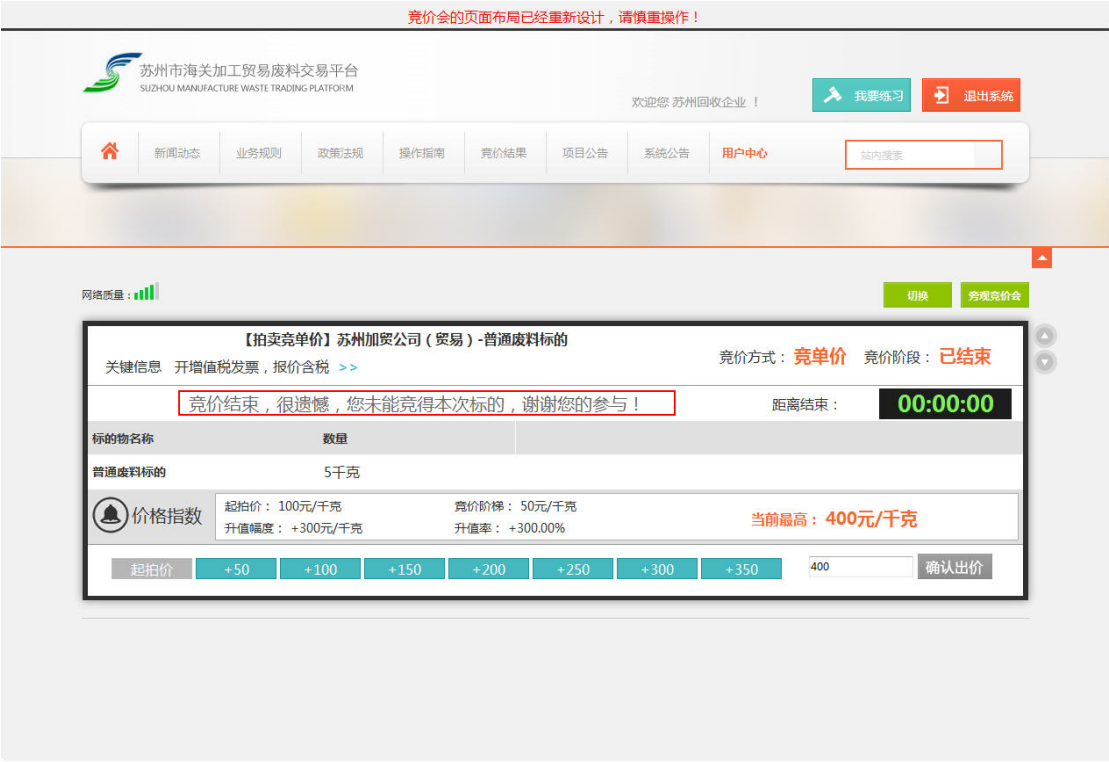 竞价会的页面布局已经重新设计，请慎重操作！
苏州市海关加工贸易废料交易平台
SUZHOU MANUFACTURE WASTE TRADING PLATFORM
欢迎您 苏州回收企业 ！ 我要练习 退出系统
新闻动态 业务规则 政策法规 操作指南 竞价结果 项目公告 系统公告 用户中心 站内搜索
网络质量： 切换 旁观竞价会
【拍卖竞单价】苏州加贸公司（贸易）-普通废料标的
关键信息 开增值税发票，报价含税 >> 竞价方式： 竞单价 竞价阶段： 已结束
竞价结束，很遗憾，您未能竞得本次标的，谢谢您的参与！ 距离结束： 00:00:00
标的物名称 数量
普通废料标的 5千克
价格指数 起拍价： 100元/千克 竞价阶梯： 50元/千克
升值幅度： +300元/千克 升值率： +300.00% 当前最高： 400元/千克
起拍价 +50 +100 +150 +200 +250 +300 +350 400 确认出价